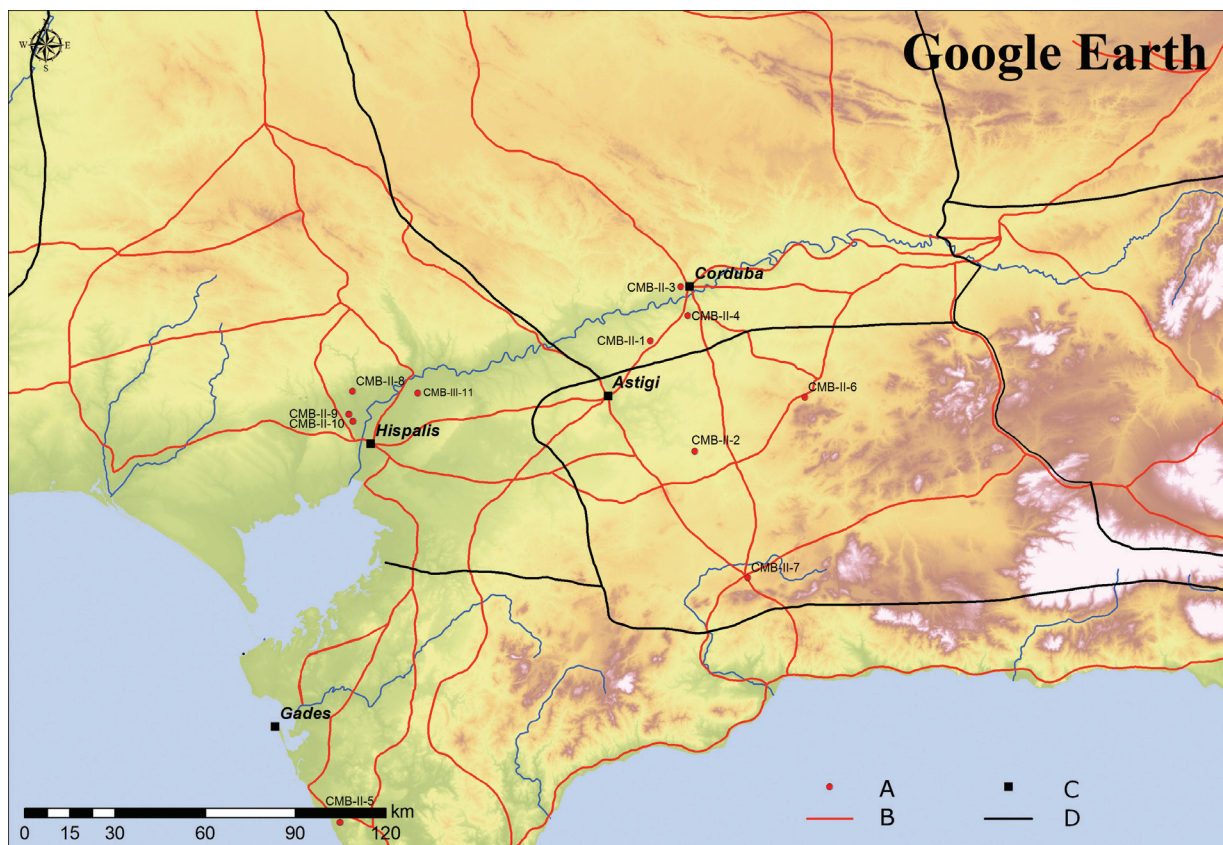 W N E S
Google Earth
Corduba
CMB-II-3
CMB-II-4
CMB-II-1
CMB-II-8
CMB-III-11
Astigi
CMB-II-6
CMB-II-9
CMB-II-10
Hispalis
CMB-II-2
CMB-II-7
Gades
CMB-II-5
km
0 15 30 60 90 120
A C
B D